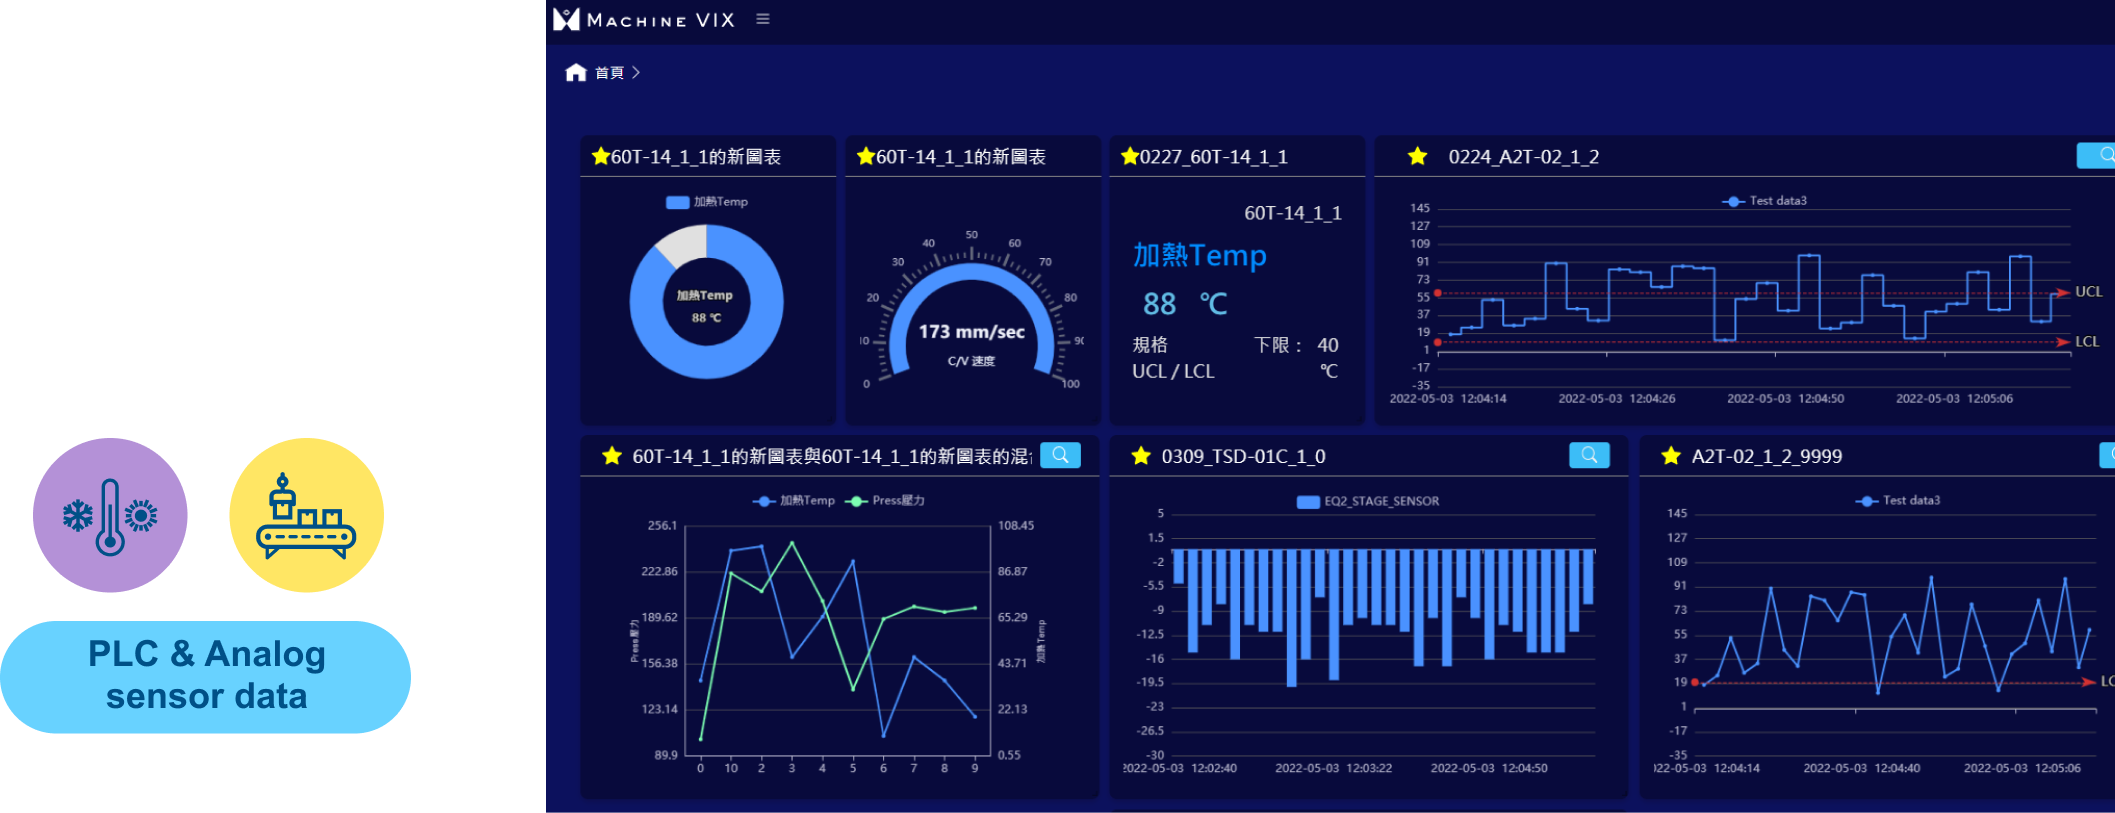 MACHINE VIX
首頁
60T-14_1_1的新圖表
加熱Temp
加熱Temp
88 ℃
60T-14_1_1的新圖表
0
10
20
30
40
50
60
70
80
90
100
173 mm/sec
C/V 速度
0227_60T-14_1_1
60T-14_1_1
加熱Temp
88 ℃
規格 下限： 40
UCL / LCL ℃
0224_A2T-02_1_2
Test data3
145
127
109
91
73
55
37
19
1
-17
-35
UCL
LCL
2022-05-03 12:04:14 2022-05-03 12:04:26 2022-05-03 12:04:50 2022-05-03 12:05:06
PLC & Analog
sensor data
60T-14_1_1的新圖表與60T-14_1_1的新圖表的混
加熱Temp Press壓力
256.1
222.86
189.62
156.38
123.14
89.9
Press壓力
108.45
86.87
65.29
43.71
22.13
0.55
加熱Temp
0 10 2 3 4 5 6 7 8 9
0309_TSD-01C_1_0
EQ2_STAGE_SENSOR
5
1.5
-2
-5.5
-9
-12.5
-16
-19.5
-23
-26.5
-30
2022-05-03 12:02:40 2022-05-03 12:03:22 2022-05-03 12:04:50
A2T-02_1_2_9999
Test data3
145
127
109
91
73
55
37
19
1
-17
-35
LC
022-05-03 12:04:14 2022-05-03 12:04:40 2022-05-03 12:05:06